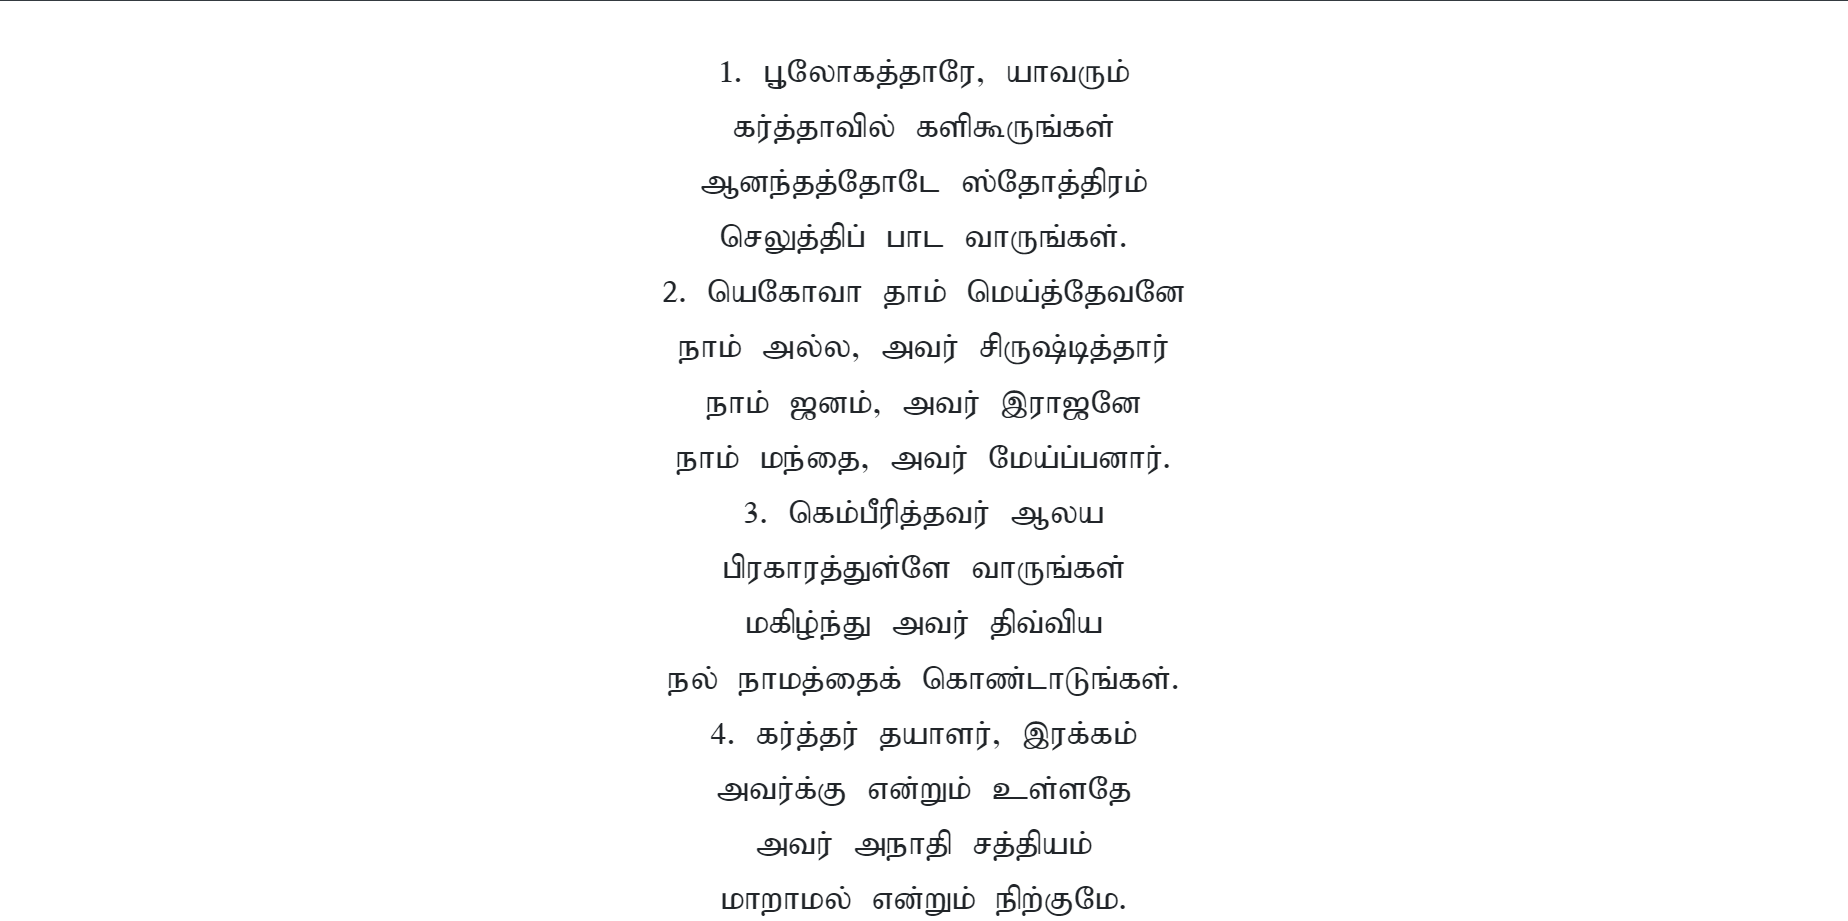 1. பூலோகத்தாரே, யாவரும்
கர்த்தாவில் களிகூருங்கள்
ஆனந்தத்தோடே ஸ்தோத்திரம்
செலுத்திப் பாட வாருங்கள்.
2. யெகோவா தாம் மெய்த்தேவனே
நாம் அல்ல, அவர் சிருஷ்டித்தார்
நாம் ஜனம், அவர் இராஜனே
நாம் மந்தை, அவர் மேய்ப்பனார்.
3. கெம்பீரித்தவர் ஆலய
பிரகாரத்துள்ளே வாருங்கள்
மகிழ்ந்து அவர் திவ்விய
நல் நாமத்தைக் கொண்டாடுங்கள்.
4. கர்த்தர் தயாளர், இரக்கம்
அவர்க்கு என்றும் உள்ளதே
அவர் அநாதி சத்தியம்
மாறாமல் என்றும் நிற்குமே.